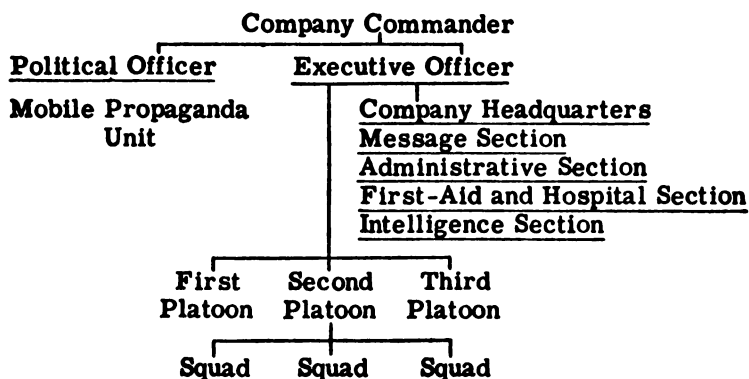 Company Commander
Political Officer Executive Officer
Mobile Propaganda Unit
Company Headquarters
Message Section
Administrative Section
First-Aid and Hospital Section
Intelligence Section
First Platoon
Second Platoon
Third Platoon
Squad Squad Squad